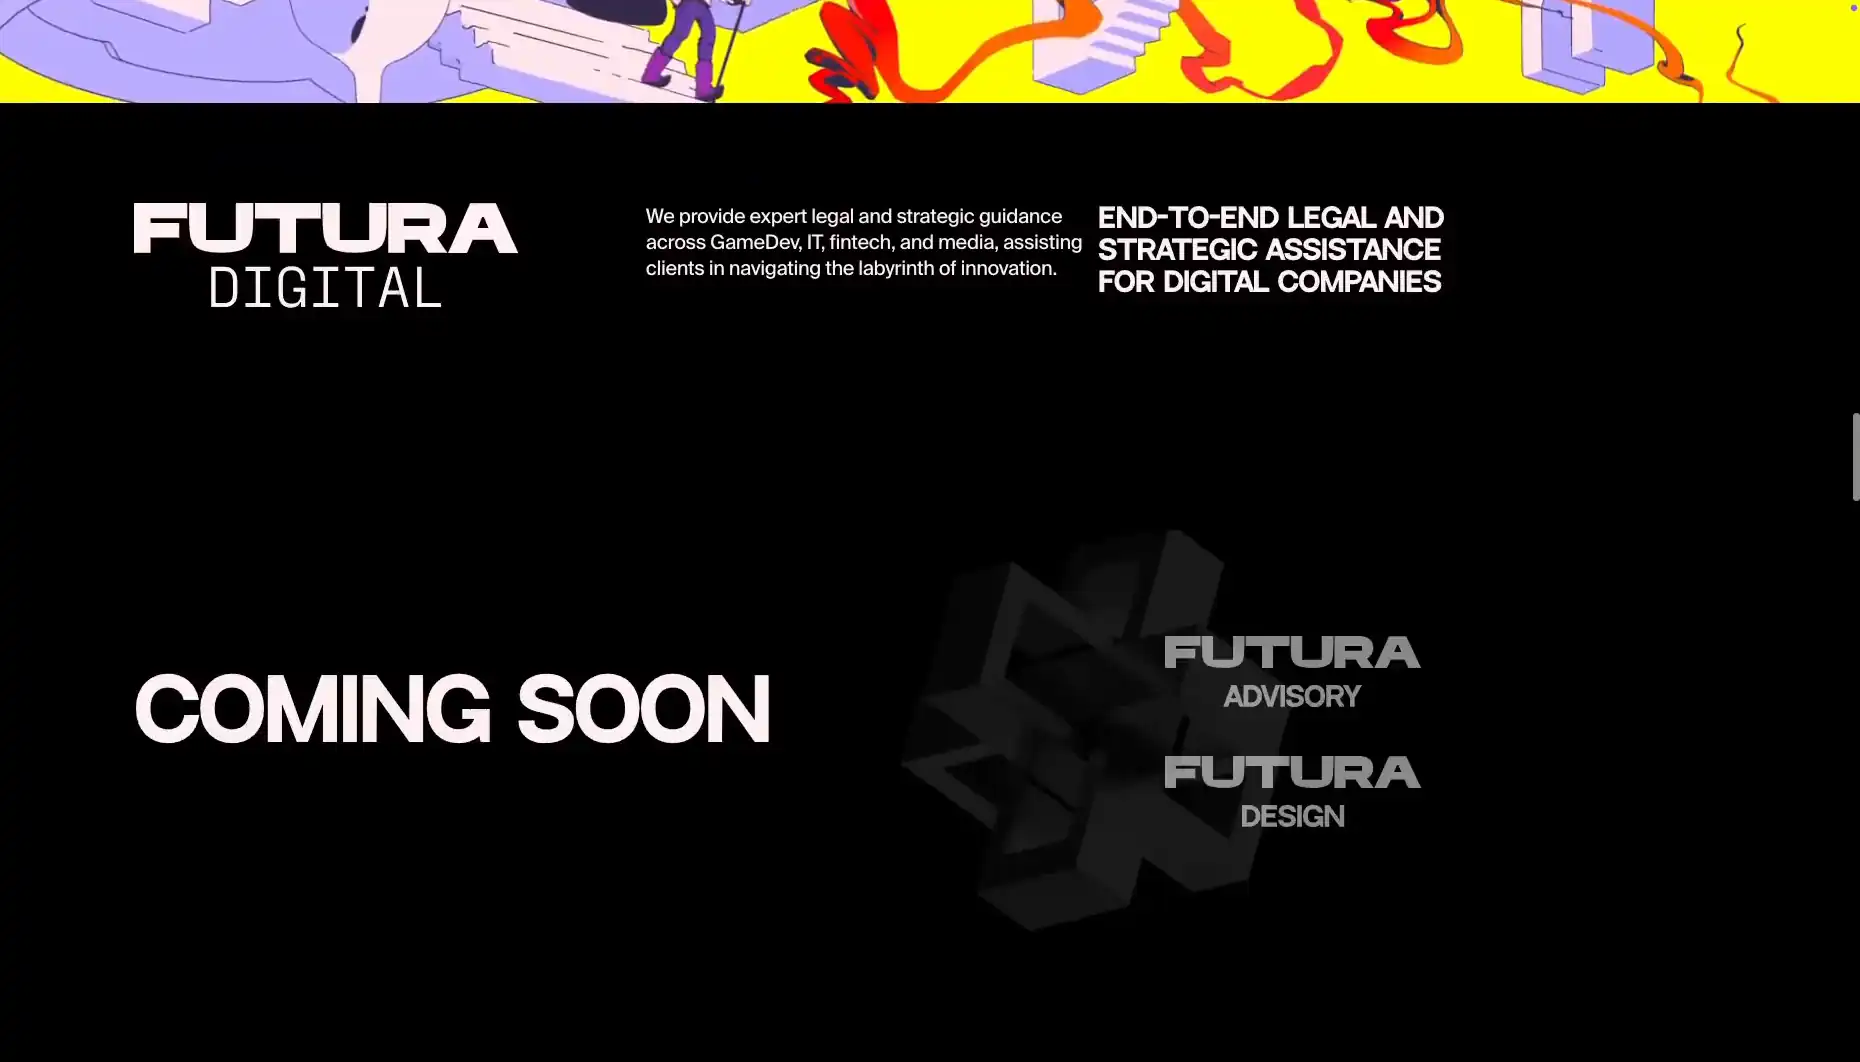 FUTURA
DIGITAL
We provide expert legal and strategic guidance
across GameDev, IT, fintech, and media, assisting
clients in navigating the labyrinth of innovation.
END-TO-END LEGAL AND
STRATEGIC ASSISTANCE
FOR DIGITAL COMPANIES
COMING SOON
FUTURA
ADVISORY
FUTURA
DESIGN